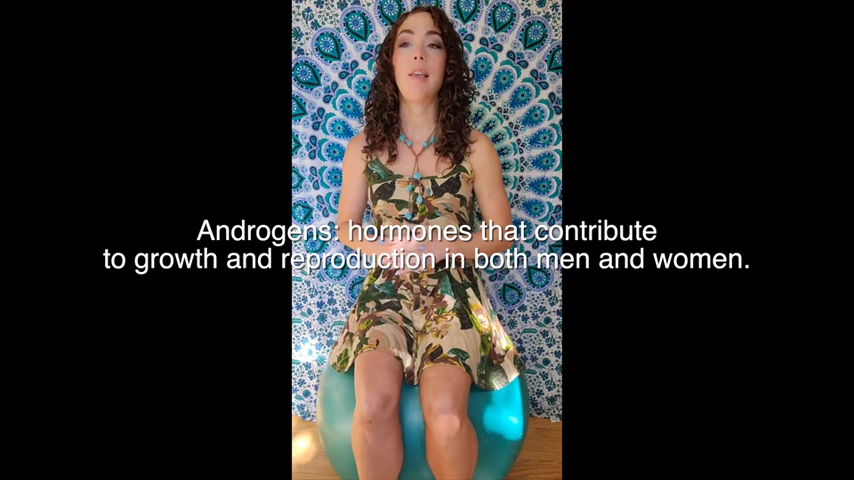 Androgens: hormones that contribute
to growth and reproduction in both men and women.